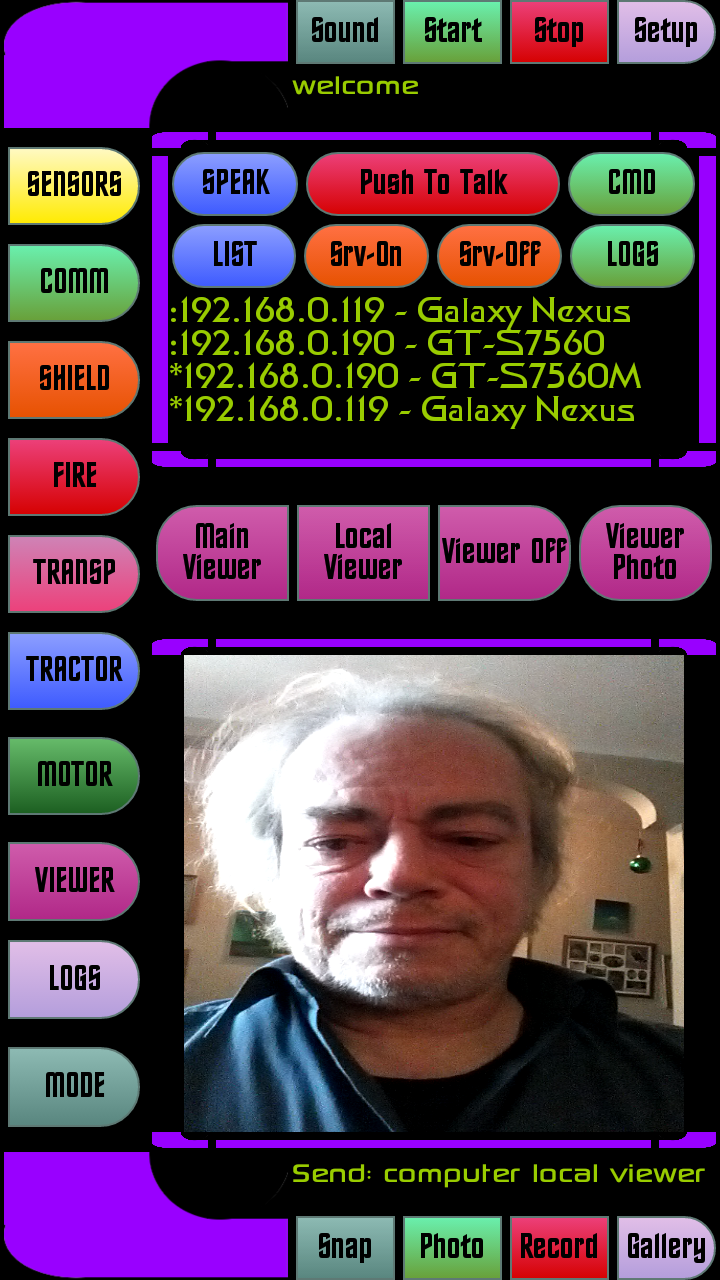 Sound
Start
Stop
Setup
welcome
SENSORS
SPEAK
Push To Talk
CMD
LIST
Srv-On
Srv-Off
LOGS
COMM
:192.168.0.119 - Galaxy Nexus
:192.168.0.190 - GT-S7560
*192.168.0.190 - GT-S7560M
*192.168.0.119 - Galaxy Nexus
SHIELD
FIRE
Main
Viewer
Local
Viewer
Viewer Off
Viewer
Photo
TRANSP
TRACTOR
MOTOR
VIEWER
LOGS
MODE
Send: computer local viewer
Snap
Photo
Record
Gallery